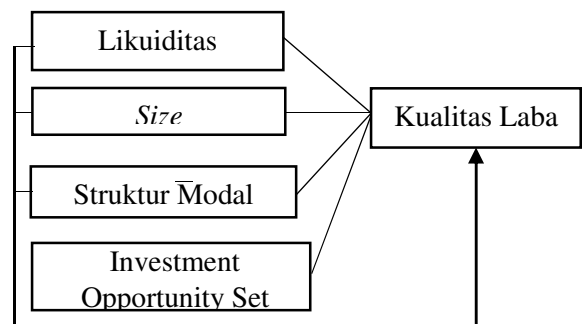 Likuiditas
Size
Kualitas Laba
Struktur Modal
Investment
Opportunity Set